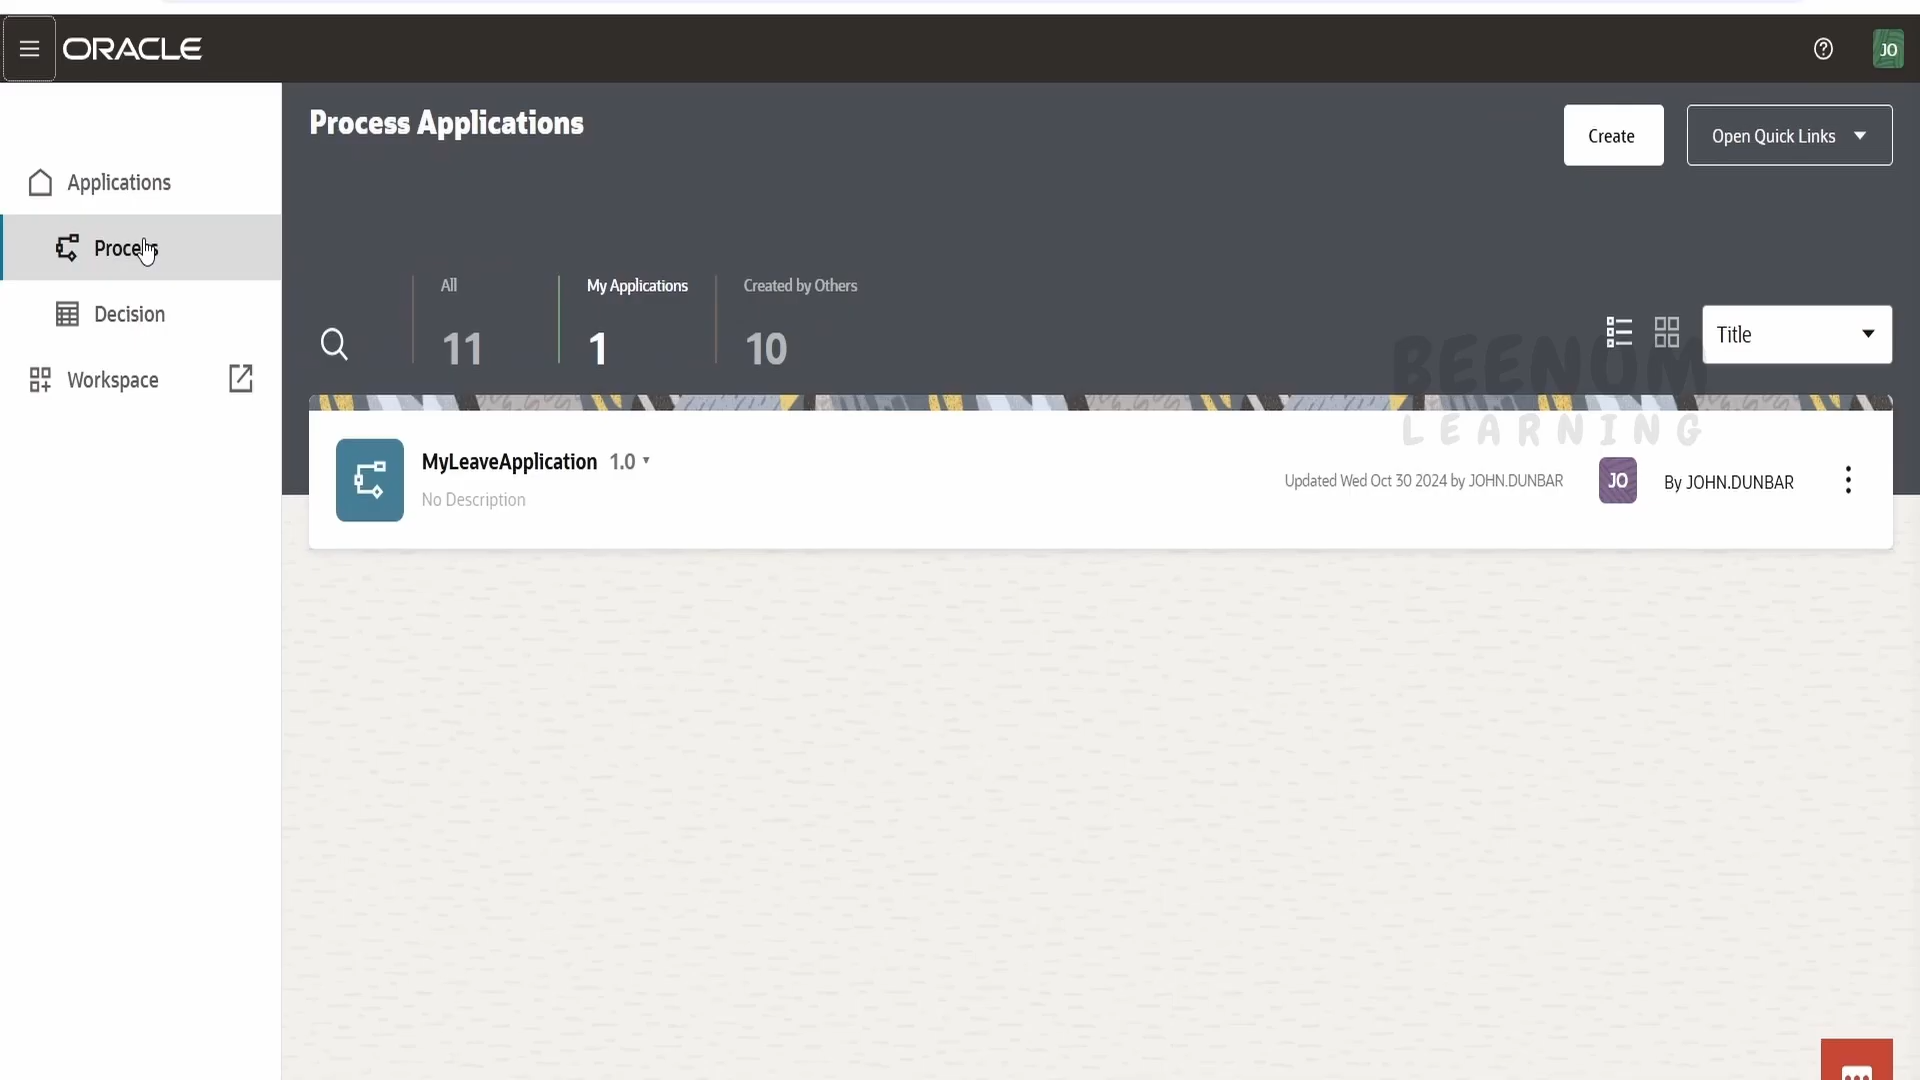 ORACLE
JO
Process Applications
Create
Open Quick Links
Applications
Process
Decision
Workspace
All
My Applications
Created by Others
11
1
10
Title
BEENUM
LEARNING
MyLeaveApplication 1.0
No Description
Updated Wed Oct 30 2024 by JOHN.DUNBAR
JO
By JOHN.DUNBAR